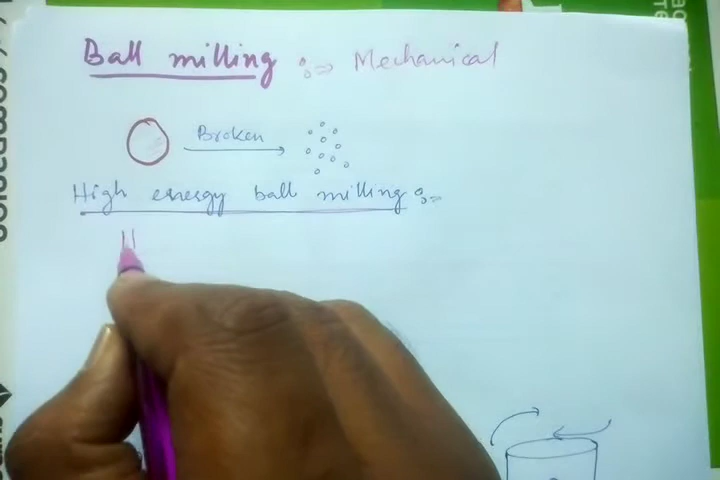 Ball milling :⇒ Mechanical
Broken
High energy ball milling :=
H